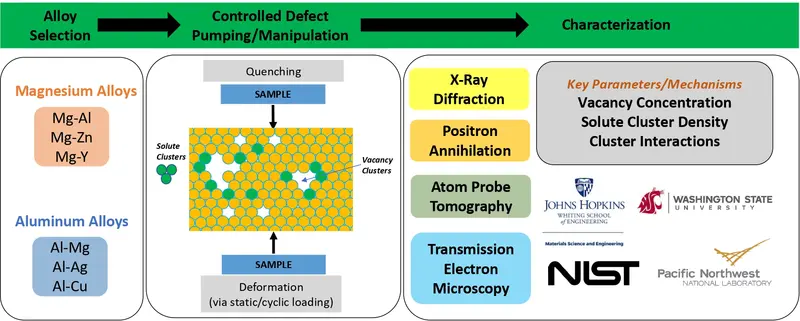 Alloy
Selection
Controlled Defect
Pumping/Manipulation
Characterization
Magnesium Alloys
Mg-Al
Mg-Zn
Mg-Y
Aluminum Alloys
Al-Mg
Al-Ag
Al-Cu
Quenching
SAMPLE
Solute
Clusters
Vacancy
Clusters
SAMPLE
Deformation
(via static/cyclic loading)
X-Ray
Diffraction
Positron
Annihilation
Atom Probe
Tomography
Transmission
Electron
Microscopy
Key Parameters/Mechanisms
Vacancy Concentration
Solute Cluster Density
Cluster Interactions
JOHNS HOPKINS
WHITING SCHOOL
of ENGINEERING
Materials Science and Engineering
WASHINGTON STATE
UNIVERSITY
NIST
Pacific Northwest
NATIONAL LABORATORY